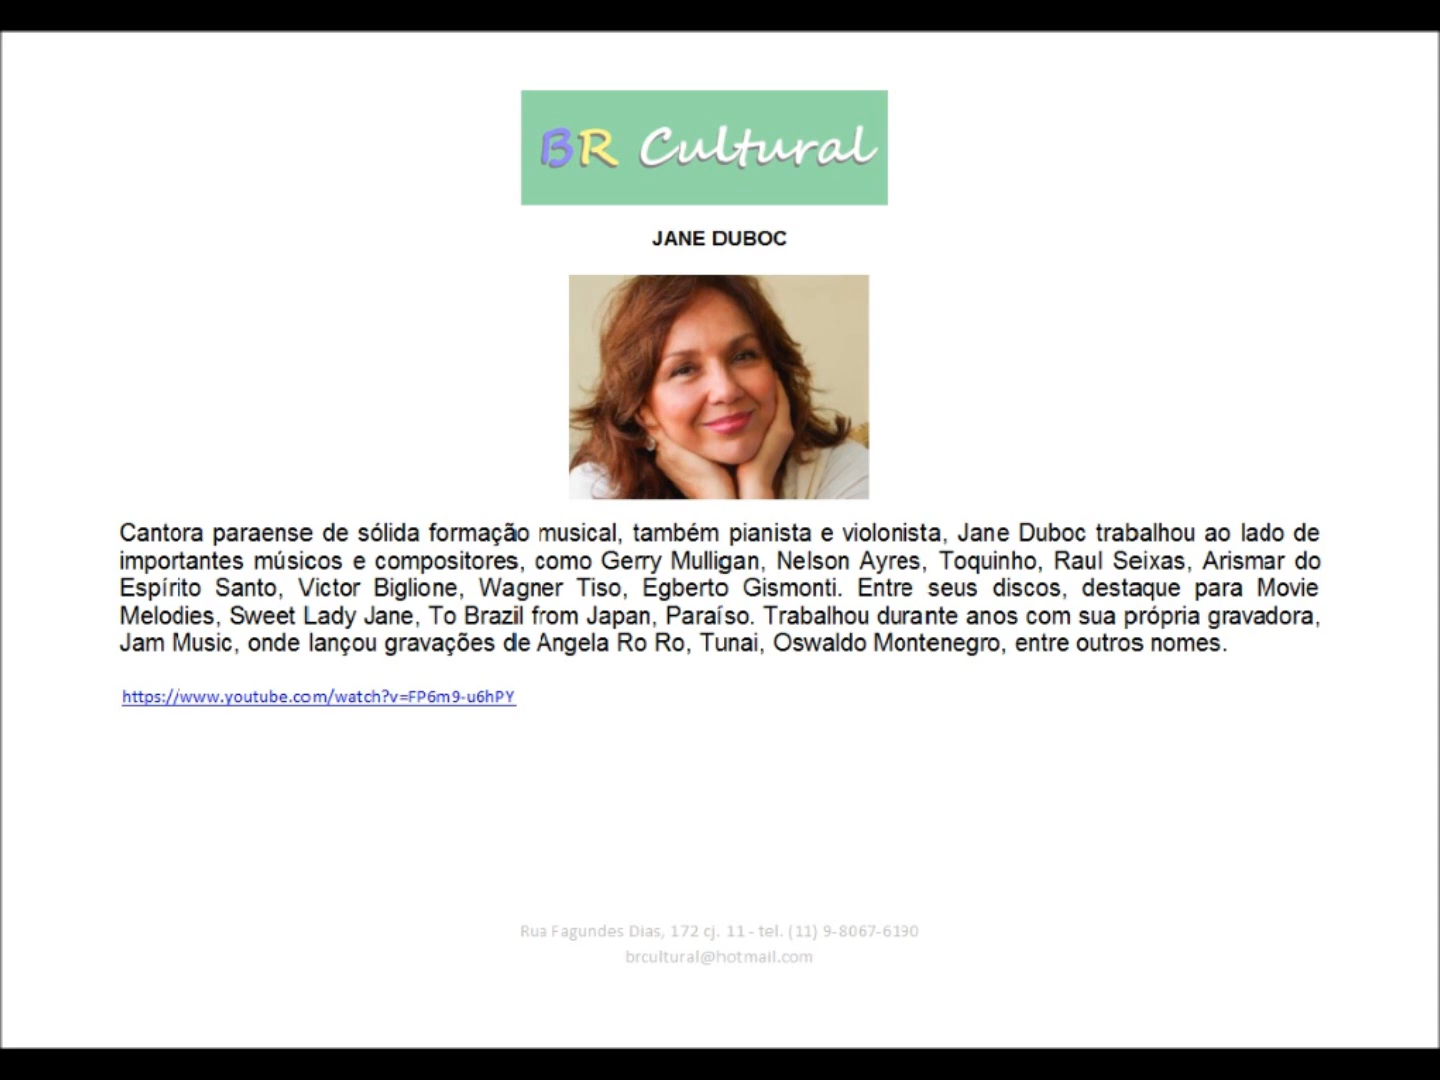 BR Cultural
JANE DUBOC
Cantora paraense de sólida formação musical, também pianista e violonista, Jane Duboc trabalhou ao lado de
importantes músicos e compositores, como Gerry Mulligan, Nelson Ayres, Toquinho, Raul Seixas, Arismar do
Espírito Santo, Victor Biglione, Wagner Tiso, Egberto Gismonti. Entre seus discos, destaque para Movie
Melodies, Sweet Lady Jane, To Brazil from Japan, Paraíso. Trabalhou durante anos com sua própria gravadora,
Jam Music, onde lançou gravações de Angela Ro Ro, Tunai, Oswaldo Montenegro, entre outros nomes.
https://www.youtube.com/watch?v=FP6m9-u6hPY
Rua Fagundes Dias, 172 cj. 11 - tel. (11) 9-8067-6190
brcultural@hotmail.com